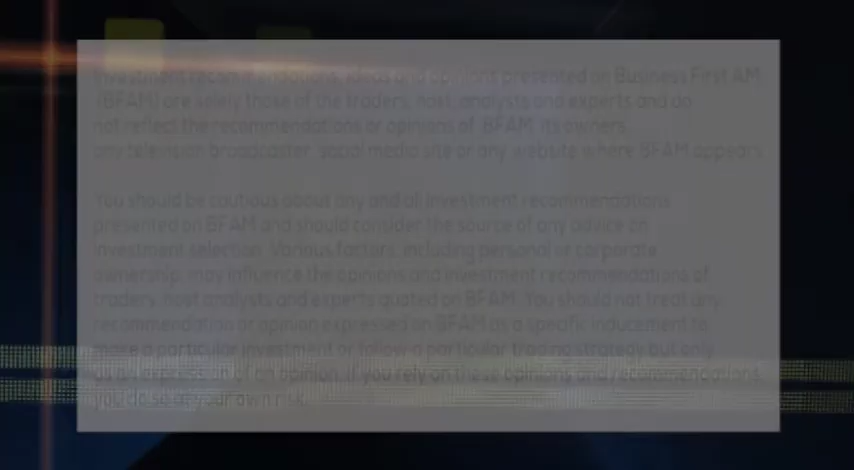 Investment recommendations, ideas and opinions presented on Business First AM
(BFAM) are solely those of the traders, host, analysts and experts and do
not reflect the recommendations or opinions of BFAM, its owners,
any television broadcaster, social media site or any website where BFAM appears.
You should be cautious about any and all investment recommendations
presented on BFAM and should consider the source of any advice on
investment selection. Various factors, including personal or corporate
ownership, may influence the opinions and investment recommendations of
traders, host analysts and experts quoted on BFAM. You should not treat any
recommendation or opinion expressed on BFAM as a specific inducement to
make a particular investment or follow a particular trading strategy but only
as an expression of an opinion. If you rely on these opinions and recommendations,
you do so at your own risk.